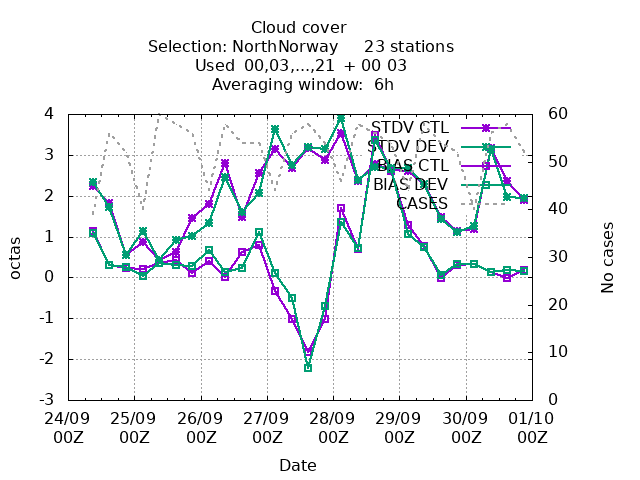 Cloud cover
Selection: NorthNorway 23 stations
Used 00,03,...,21 + 00 03
Averaging window: 6h
STDV CTL
STDV DEV
BIAS CTL
BIAS DEV
CASES
octas
4
3
2
1
0
-1
-2
-3
No cases
60
50
40
30
20
10
0
24/09 25/09 26/09 27/09 28/09 29/09 30/09 01/10
00Z 00Z 00Z 00Z 00Z 00Z 00Z 00Z
Date